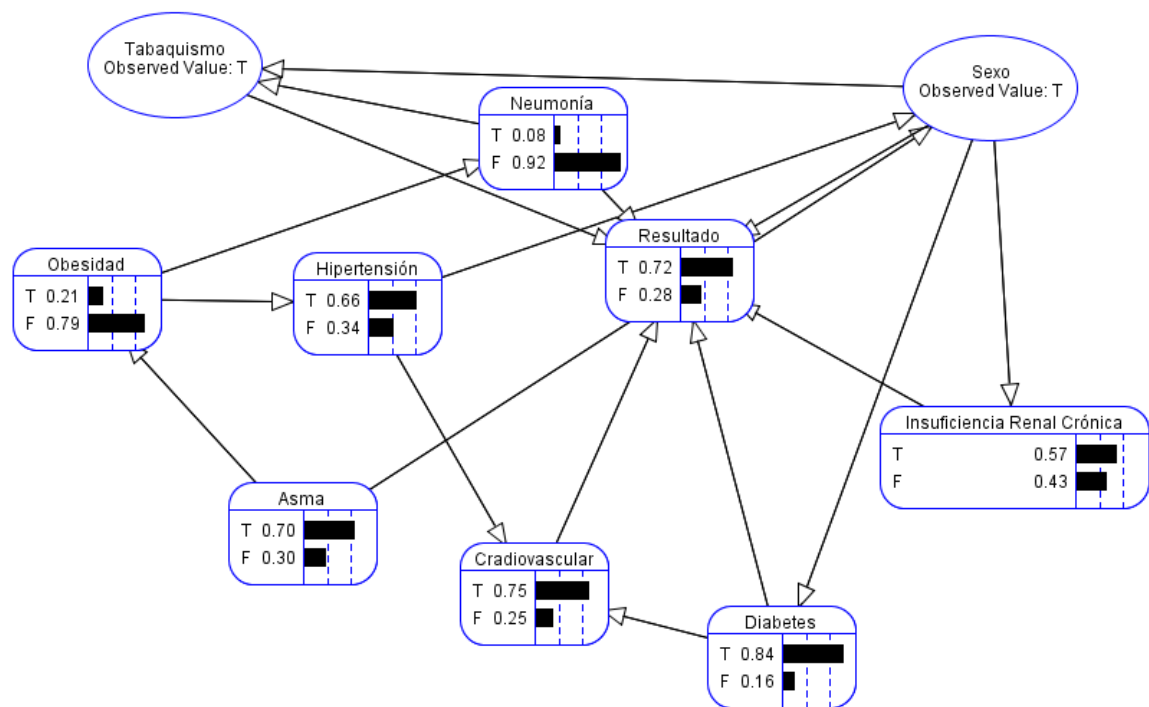 Tabaquismo
Observed Value: T
Sexo
Observed Value: T
Neumonía
T 0.08
F 0.92
Resultado
T 0.72
F 0.28
Obesidad
T 0.21
F 0.79
Hipertensión
T 0.66
F 0.34
Insuficiencia Renal Crónica
T 0.57
F 0.43
Asma
T 0.70
F 0.30
Cradiovascular
T 0.75
F 0.25
Diabetes
T 0.84
F 0.16